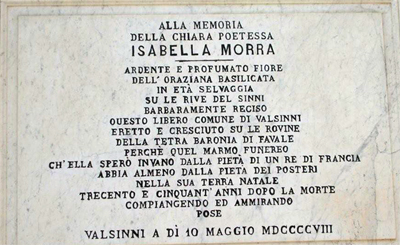 ALLA MEMORIA
DELLA CHIARA POETESSA
ISABELLA MORRA
ARDENTE E PROFUMATO FIORE
DELL'ORAZIANA BASILICATA
IN ETÀ SELVAGGIA
SU LE RIVE DEL SINNI
BARBARAMENTE RECISO
QUESTO LIBERO COMUNE DI VALSINNI
ERETTO E CRESCIUTO SU LE ROVINE
DELLA TETRA BARONIA DI FAVALE
PERCHÈ QUEL MARMO FUNEREO
CH'ELLA SPERÒ INVANO DALLA PIETÀ DI UN RE DI FRANCIA
ABBIA ALMENO DALLA PIETA DEI POSTERI
NELLA SUA TERRA NATALE
TRECENTO E CINQUANT'ANNI DOPO LA MORTE
COMPIANGENDO ED AMMIRANDO
POSE
VALSINNI A DÌ 10 MAGGIO MDCCCCVIII